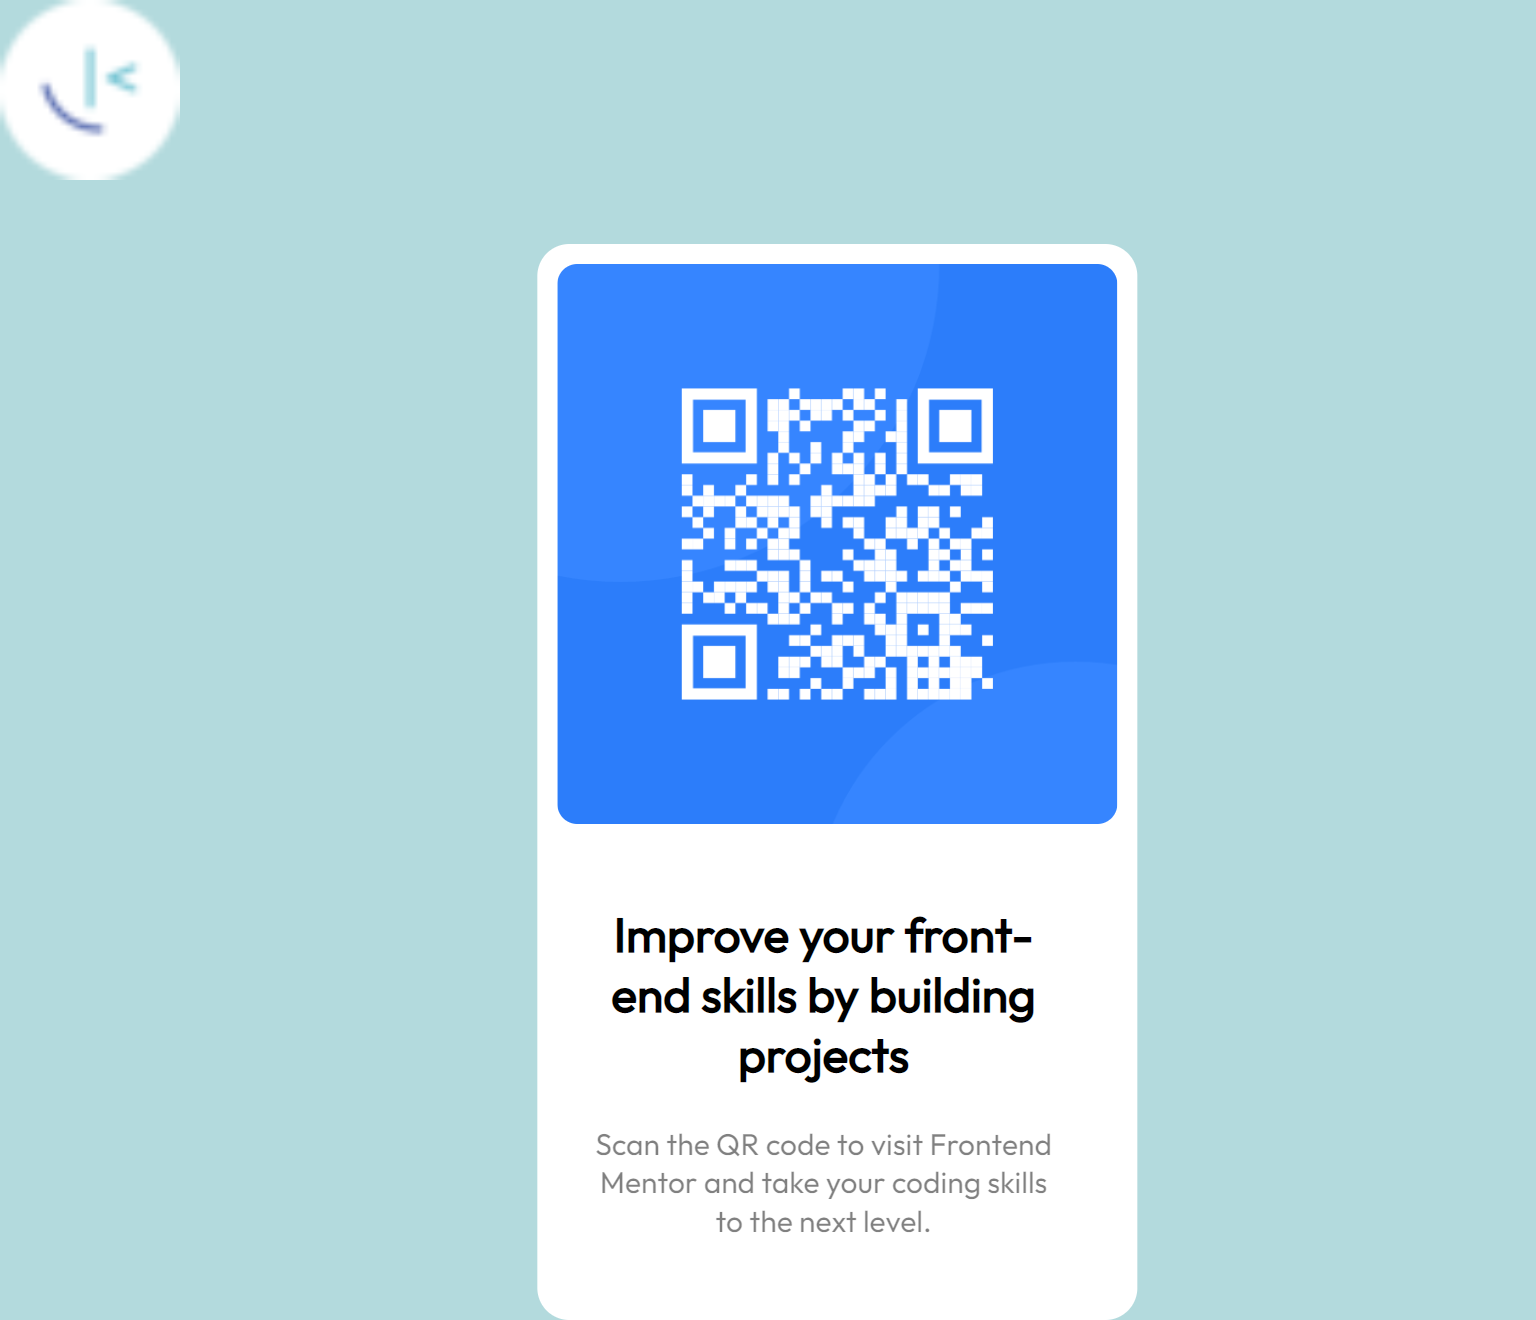 Improve your front-
end skills by building
projects
Scan the QR code to visit Frontend
Mentor and take your coding skills
to the next level.